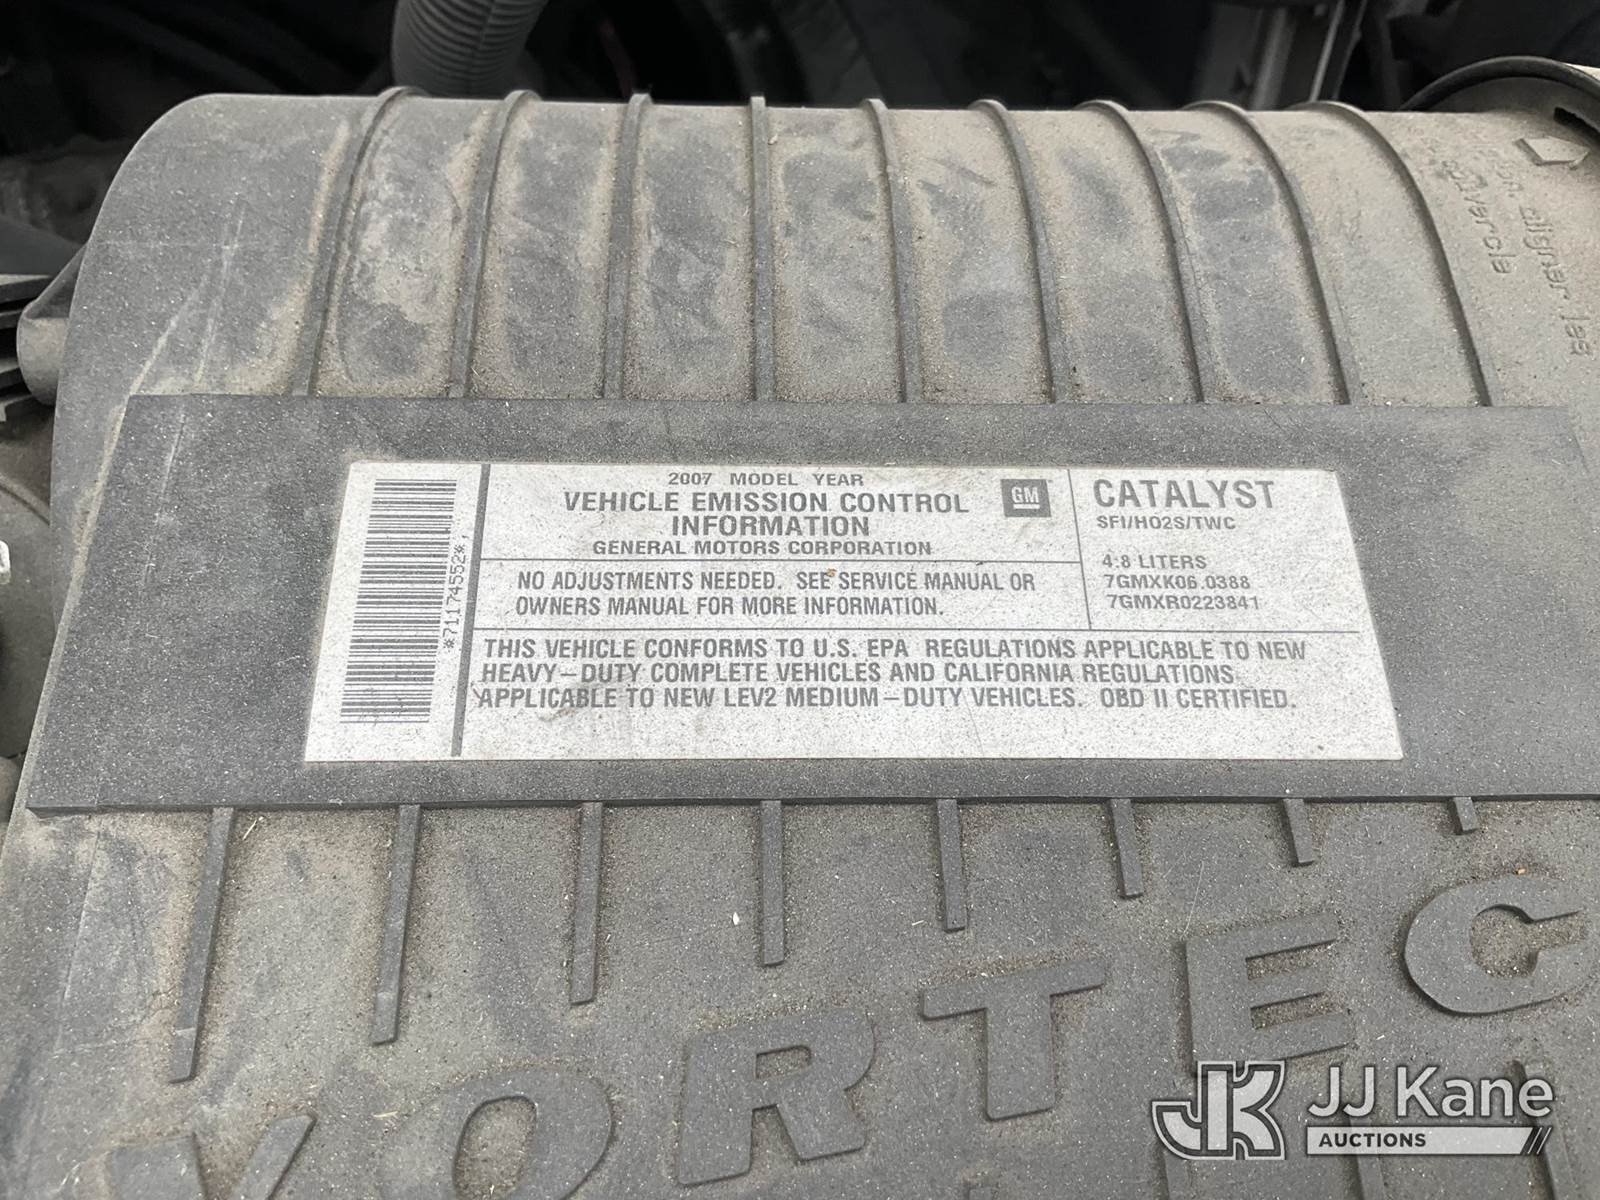 2007 MODEL YEAR
VEHICLE EMISSION CONTROL
INFORMATION
GENERAL MOTORS CORPORATION
GM
NO ADJUSTMENTS NEEDED. SEE SERVICE MANUAL OR
OWNERS MANUAL FOR MORE INFORMATION.
CATALYST
SFI/HO2S/TWC
4.8 LITERS
7GMXK06.0388
7GMXR0223841
THIS VEHICLE CONFORMS TO U.S. EPA REGULATIONS APPLICABLE TO NEW
HEAVY-DUTY COMPLETE VEHICLES AND CALIFORNIA REGULATIONS
APPLICABLE TO NEW LEV2 MEDIUM-DUTY VEHICLES. OBD II CERTIFIED.
*71174552*
VORTEC
JK JJ Kane
AUCTIONS